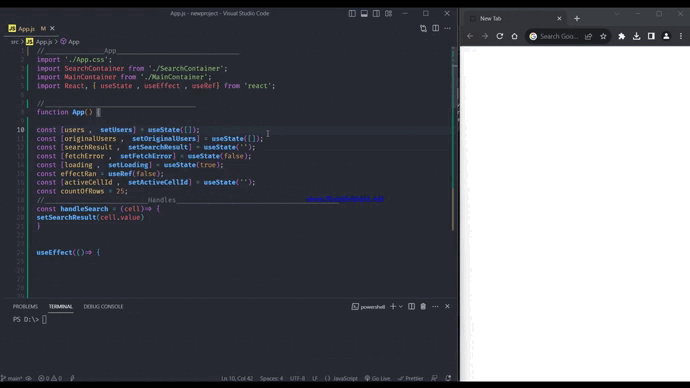 App.js - newproject - Visual Studio Code
App.js M
src > App.js > App
1 //______________App______________________________
2 import './App.css';
3 import SearchContainer from './SearchContainer';
4 import MainContainer from './MainContainer';
5 import React, { useState , useEffect , useRef} from 'react';
6
7 //_____________________________________
8 function App() {
9
10 const [users , setUsers] = useState([]);
11 const [originalUsers , setOriginalUsers] = useState([]);
12 const [searchResult , setSearchResult] = useState('');
13 const [fetchError , setFetchError] = useState(false);
14 const [loading , setLoading] = useState(true);
15 const effectRan = useRef(false);
16 const [activeCellId , setActiveCellId] = useState('');
17 const countOfRows = 25;
18 //_________________________Handles_______________________________________
19 const handleSearch = (cell)=> {
20 setSearchResult(cell.value)
21 }
22
23
24 useEffect(()=> {
25
26
27
28
29
PROBLEMS TERMINAL DEBUG CONSOLE
powershell
PS D:\>
main* 0 0
Ln 10, Col 42 Spaces: 4 UTF-8 LF JavaScript Go Live Prettier
New Tab
Search Goo...